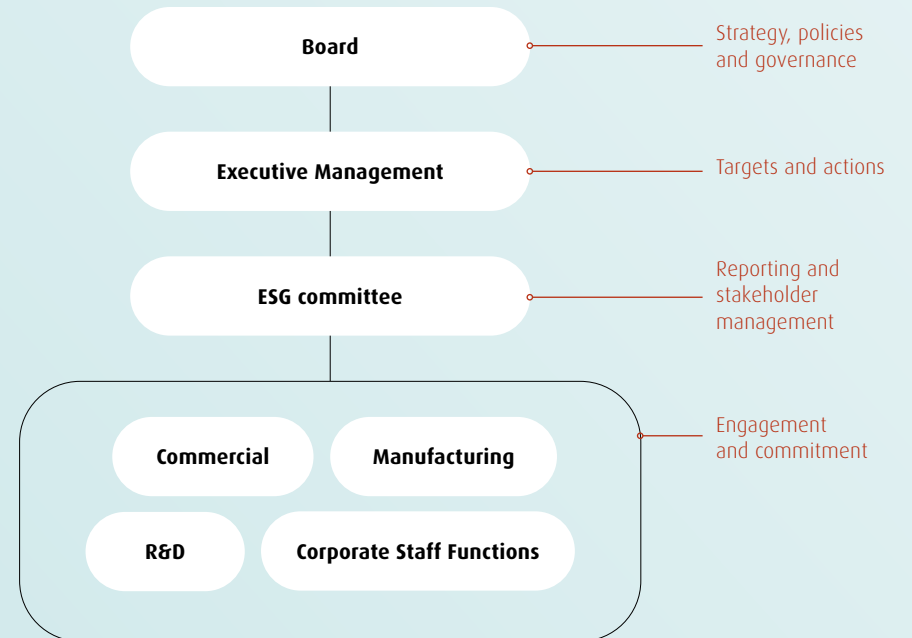 Board
Strategy, policies
and governance
Executive Management
Targets and actions
ESG committee
Reporting and
stakeholder
management
Commercial
Manufacturing
Engagement
and commitment
R&D
Corporate Staff Functions